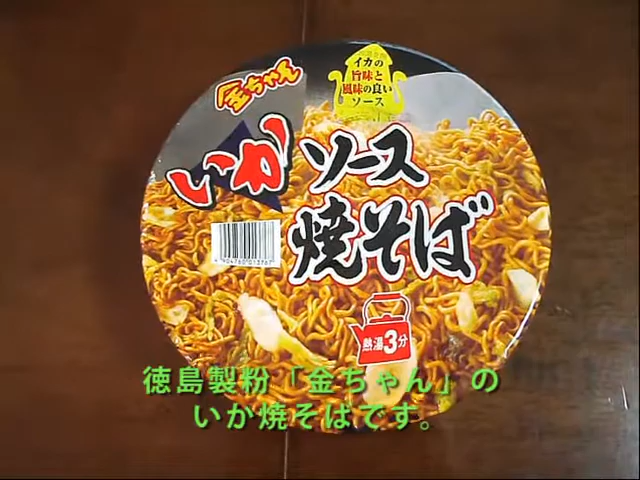 金ちゃん
イカの
旨味と
風味の良い
ソース
いか
ソース
焼そば
4904760013767
熱湯3分
徳島製粉「金ちゃん」の
いか焼そばです。